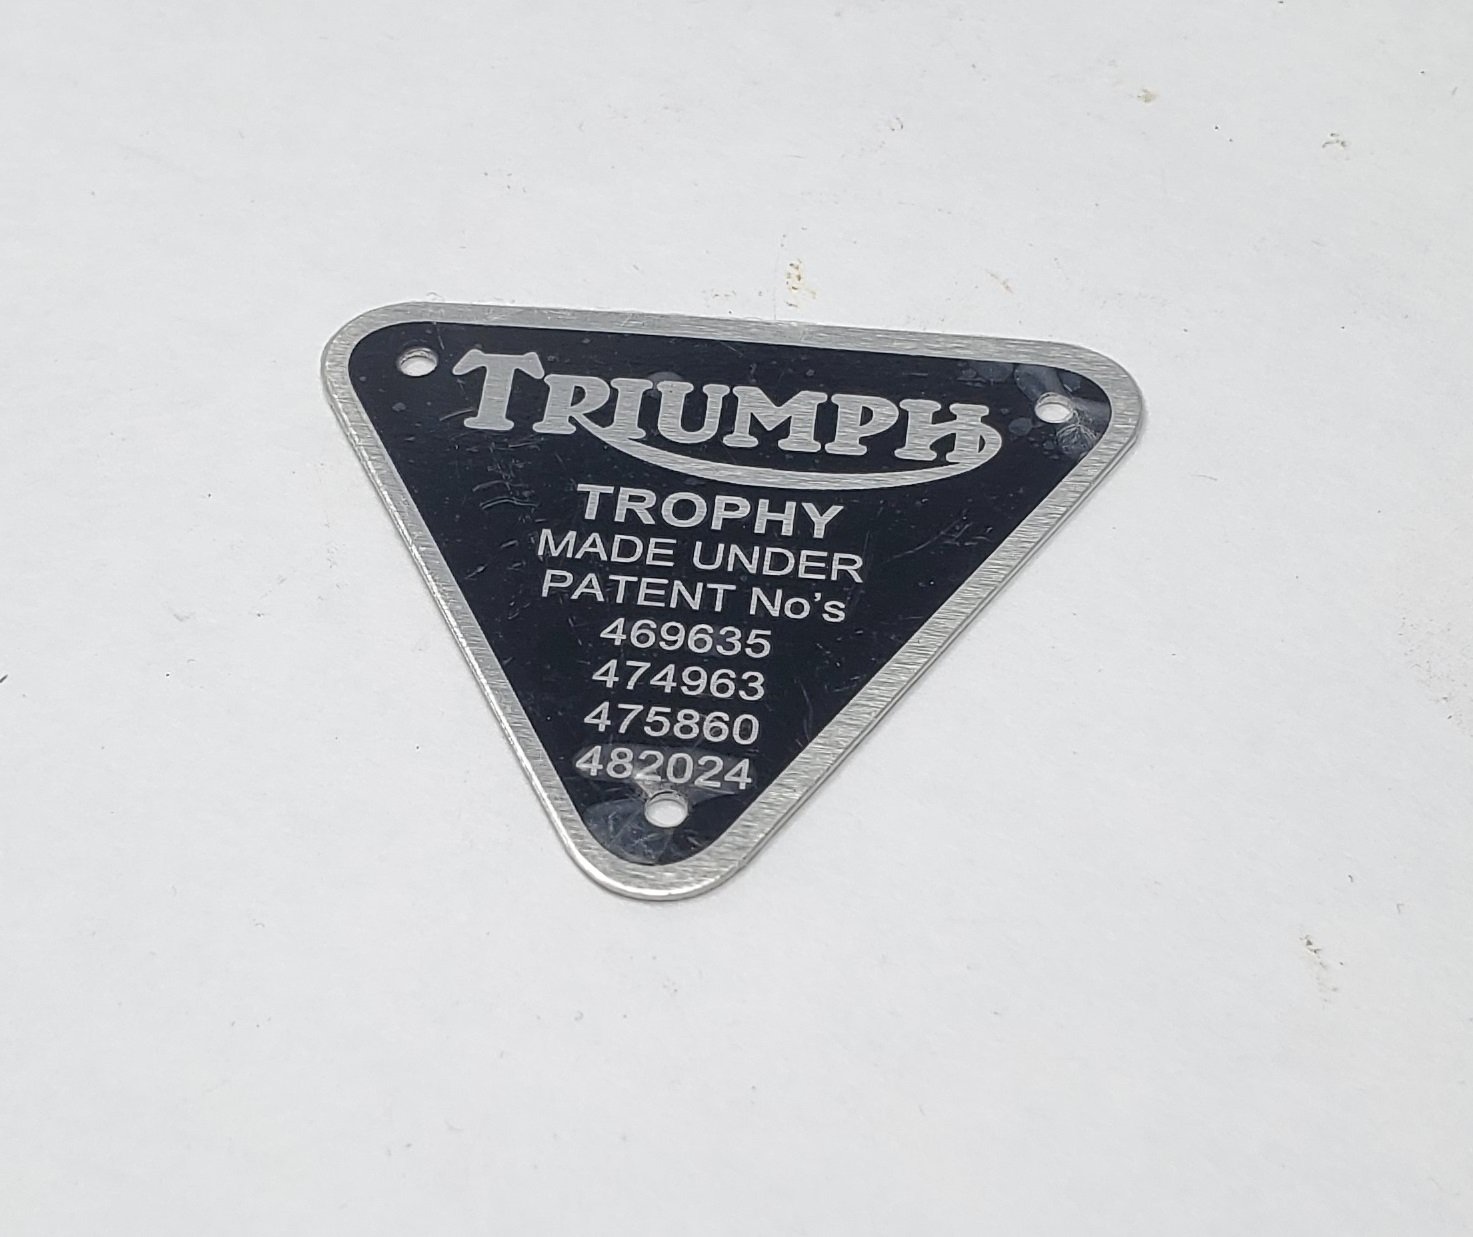 TRIUMPH
TROPHY
MADE UNDER
PATENT No's
469635
474963
475860
482024